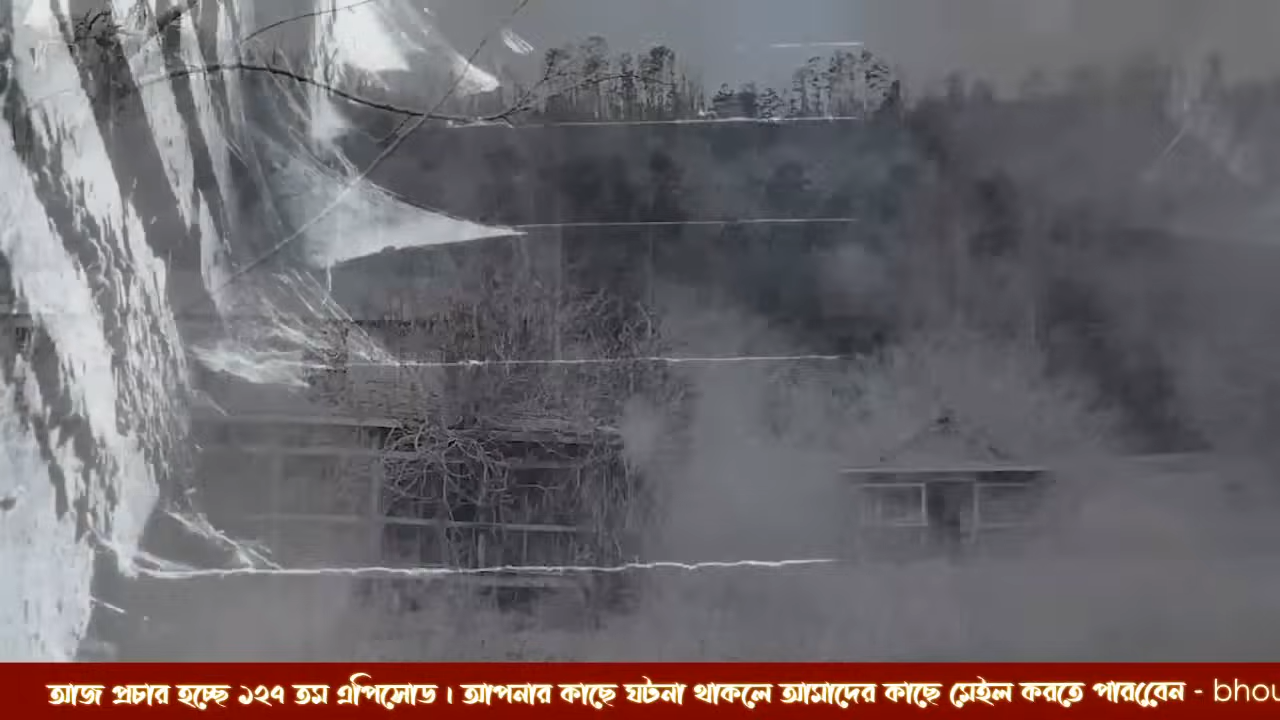 আজ প্রচার হচ্ছে ১২৭ তম এপিসোড। আপনার কাছে ঘটনা থাকলে আমাদের কাছে মেইল করতে পারবেেন - bhou